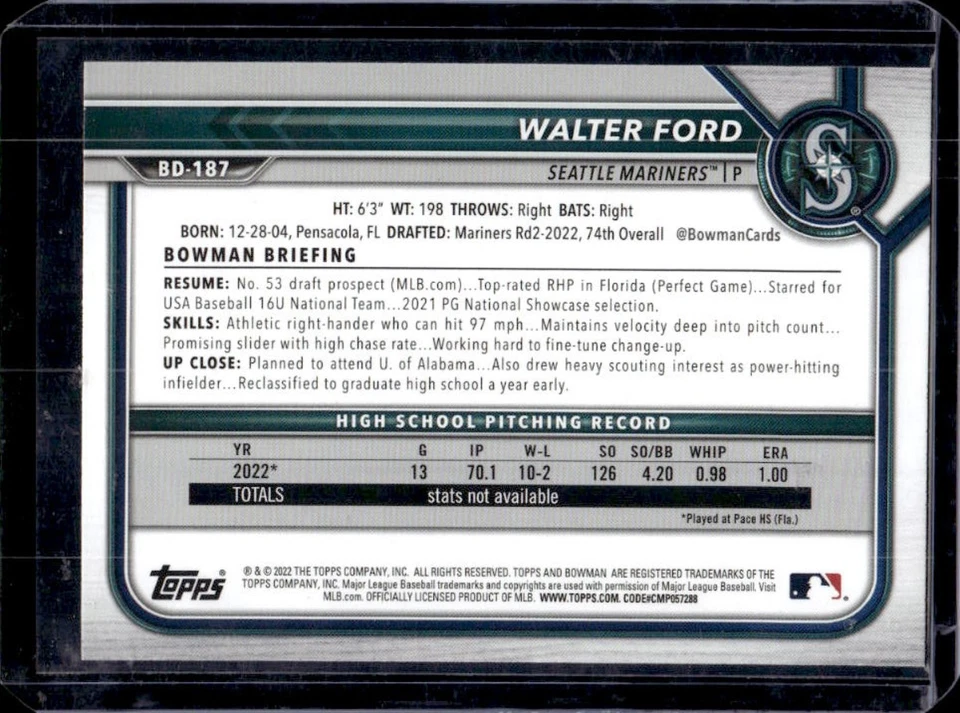 WALTER FORD
BD-187
SEATTLE MARINERS™ | P
S
®
HT: 6'3" WT: 198 THROWS: Right BATS: Right
BORN: 12-28-04, Pensacola, FL DRAFTED: Mariners Rd2-2022, 74th Overall @BowmanCards
BOWMAN BRIEFING
RESUME: No. 53 draft prospect (MLB.com)...Top-rated RHP in Florida (Perfect Game)...Starred for
USA Baseball 16U National Team...2021 PG National Showcase selection.
SKILLS: Athletic right-hander who can hit 97 mph...Maintains velocity deep into pitch count...
Promising slider with high chase rate...Working hard to fine-tune change-up.
UP CLOSE: Planned to attend U. of Alabama...Also drew heavy scouting interest as power-hitting
infielder...Reclassified to graduate high school a year early.
HIGH SCHOOL PITCHING RECORD
YR G IP W-L SO SO/BB WHIP ERA
2022* 13 70.1 10-2 126 4.20 0.98 1.00
TOTALS stats not available
*Played at Pace HS (Fla.)
topps®
® & © 2022 THE TOPPS COMPANY, INC. ALL RIGHTS RESERVED. TOPPS AND BOWMAN ARE REGISTERED TRADEMARKS OF THE
TOPPS COMPANY, INC. Major League Baseball trademarks and copyrights are used with permission of Major League Baseball. Visit
MLB.com. OFFICIALLY LICENSED PRODUCT OF MLB. WWW.TOPPS.COM. CODE#CMP057288